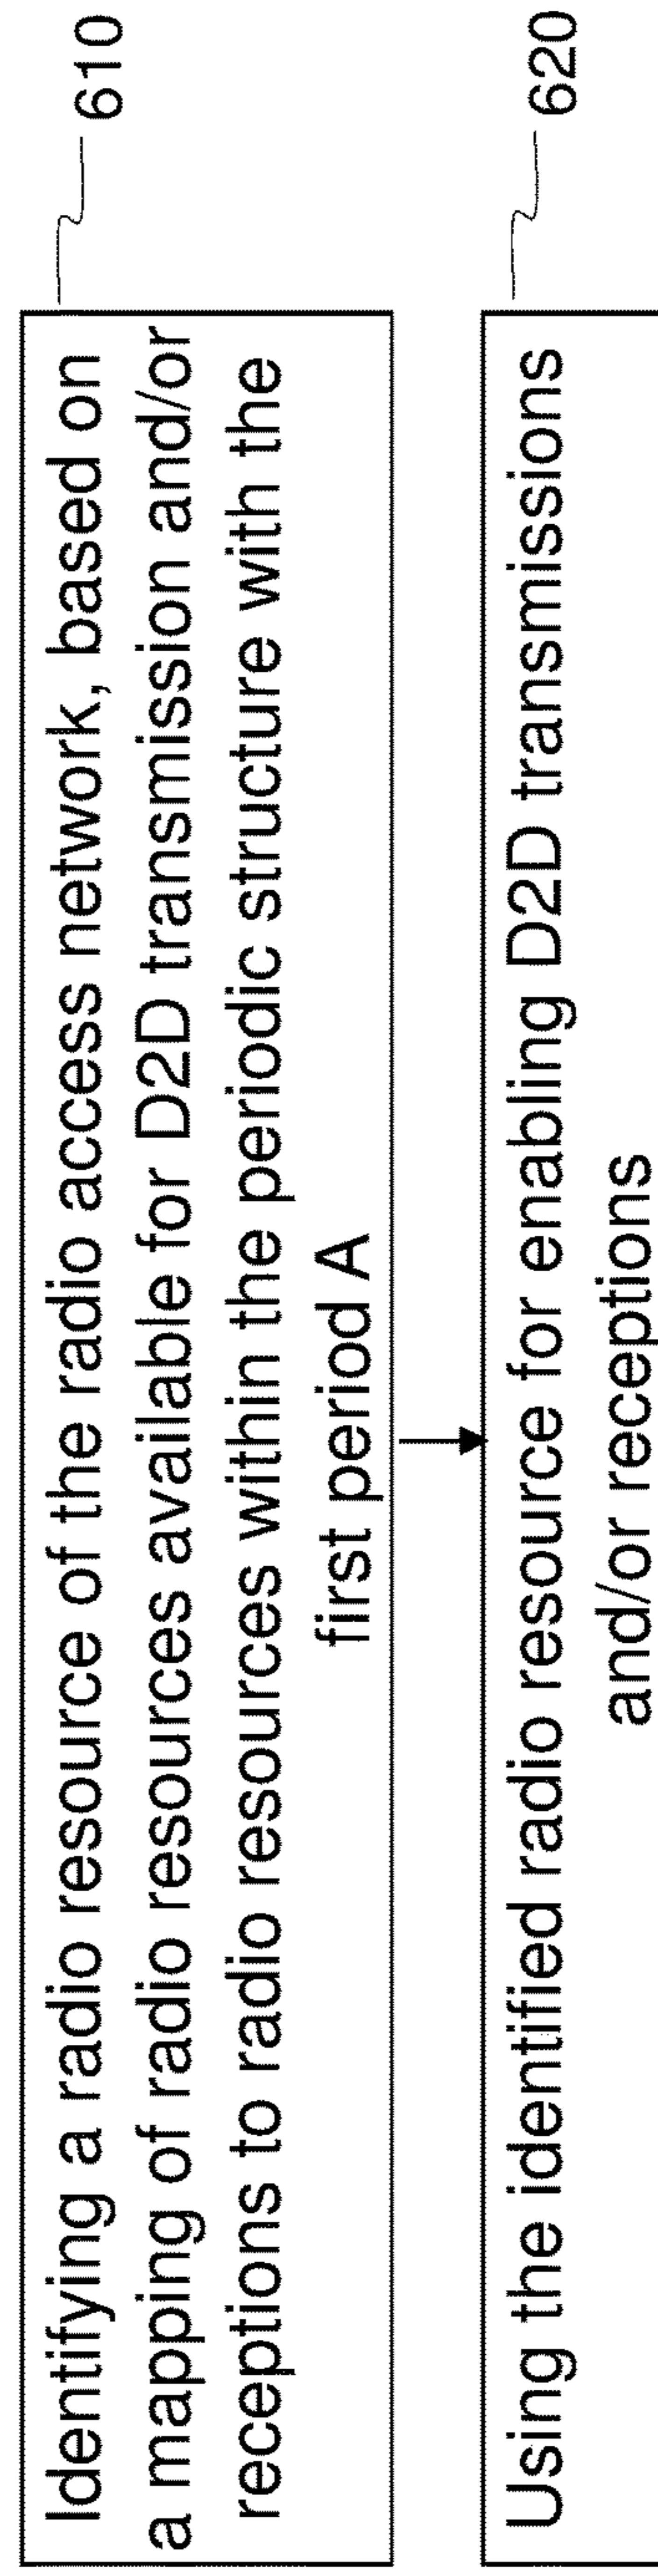 Identifying a radio resource of the radio access network, based on
a mapping of radio resources available for D2D transmission and/or
receptions to radio resources within the periodic structure with the
first period A
610
Using the identified radio resource for enabling D2D transmissions
and/or receptions
620